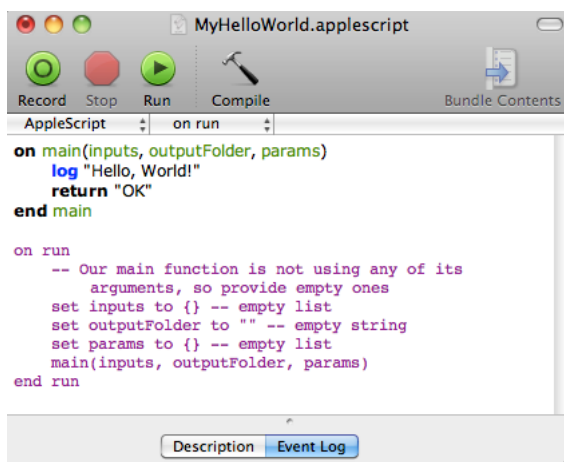 MyHelloWorld.applescript
Record Stop Run Compile Bundle Contents
AppleScript on run
on main(inputs, outputFolder, params)
log "Hello, World!"
return "OK"
end main
on run
-- Our main function is not using any of its
arguments, so provide empty ones
set inputs to {} -- empty list
set outputFolder to "" -- empty string
set params to {} -- empty list
main(inputs, outputFolder, params)
end run
Description Event Log